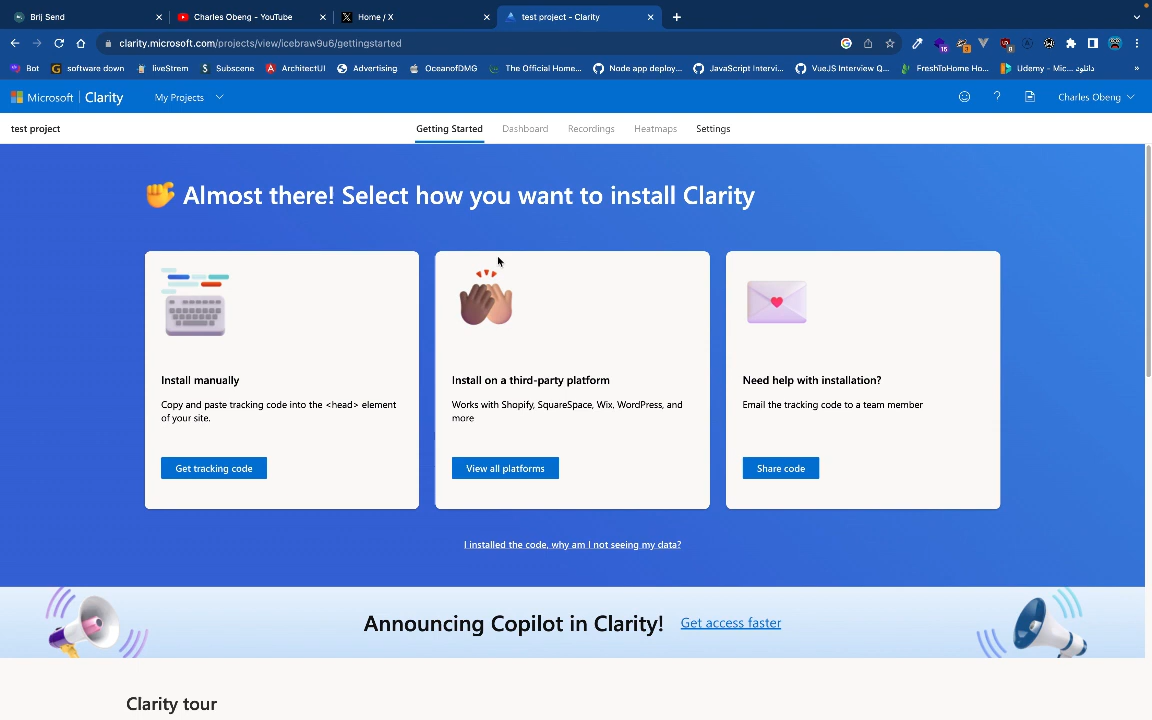 Brij Send
Charles Obeng - YouTube
Home / X
test project - Clarity
clarity.microsoft.com/projects/view/icebraw9u6/gettingstarted
Bot
software down
liveStrem
Subscene
ArchitectUI
Advertising
OceanofDMG
The Official Home...
Node app deploy...
JavaScript Intervi...
VueJS Interview Q...
FreshToHome Ho...
Udemy - Mic... دانلود
»
Microsoft | Clarity
My Projects
Charles Obeng
test project
Getting Started
Dashboard
Recordings
Heatmaps
Settings
Almost there! Select how you want to install Clarity
Install manually
Copy and paste tracking code into the <head> element
of your site.
Get tracking code
Install on a third-party platform
Works with Shopify, SquareSpace, Wix, WordPress, and
more
View all platforms
Need help with installation?
Email the tracking code to a team member
Share code
I installed the code, why am I not seeing my data?
Announcing Copilot in Clarity! Get access faster
Clarity tour